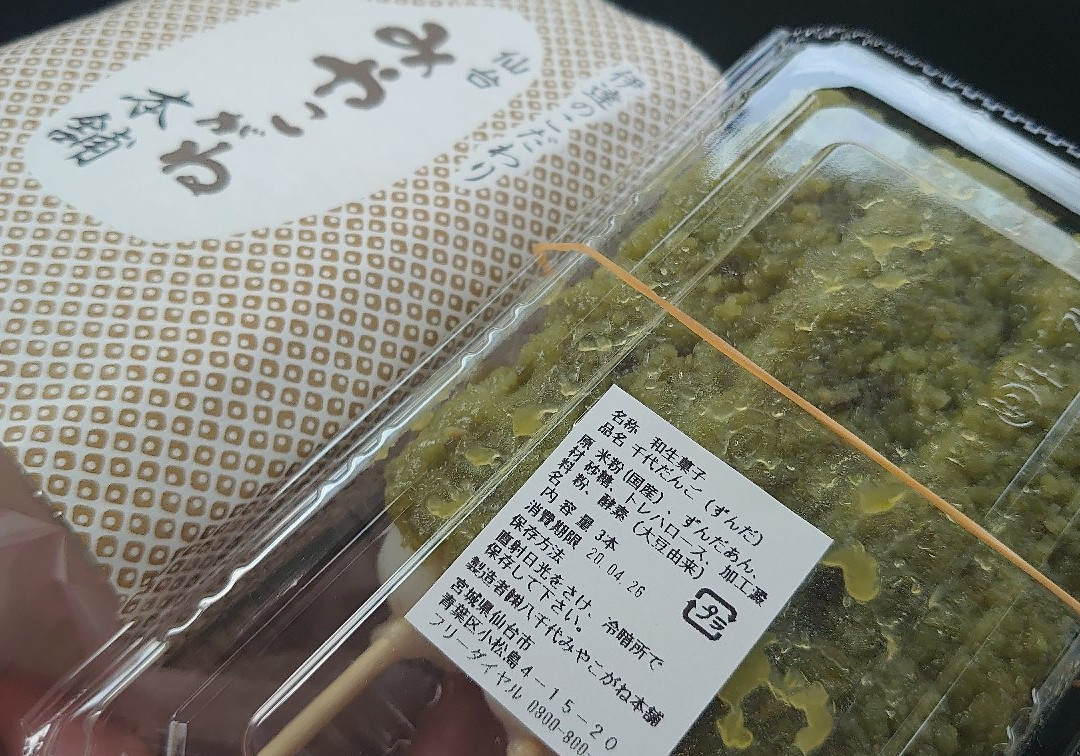 伊達のこだわり
仙台
みやこがね
本舗
名称 和生菓子
品名 千代だんご(ずんだ)
原材料名 米粉(国産)、ずんだあん、
砂糖、トレハロース、加工澱
粉、酵素(大豆由来)
内容量 3本
消費期限 20.04.26
保存方法
直射日光をさけ、冷暗所で
保存して下さい。
製造者㈱八千代みやこがね本舗
宮城県仙台市
青葉区小松島4-15-20
フリーダイヤル 0800-800-
プラ